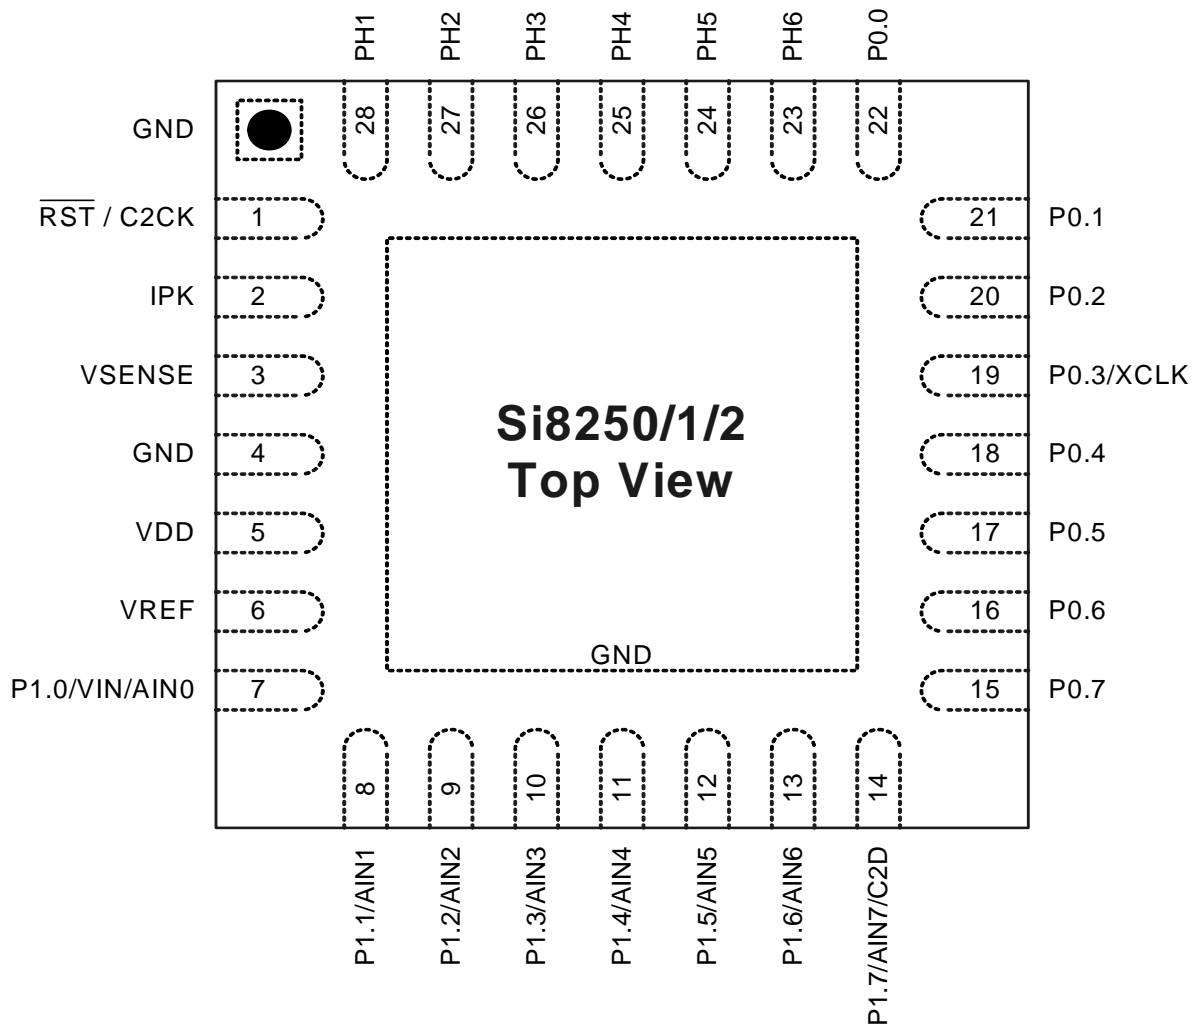 PH1
PH2
PH3
PH4
PH5
PH6
P0.0
28
27
26
25
24
23
22
GND
RST / C2CK
1
21
P0.1
IPK
2
20
P0.2
VSENSE
3
19
P0.3/XCLK
GND
4
18
P0.4
VDD
5
17
P0.5
VREF
6
16
P0.6
P1.0/VIN/AIN0
7
15
P0.7
Si8250/1/2
Top View
GND
8
9
10
11
12
13
14
P1.1/AIN1
P1.2/AIN2
P1.3/AIN3
P1.4/AIN4
P1.5/AIN5
P1.6/AIN6
P1.7/AIN7/C2D